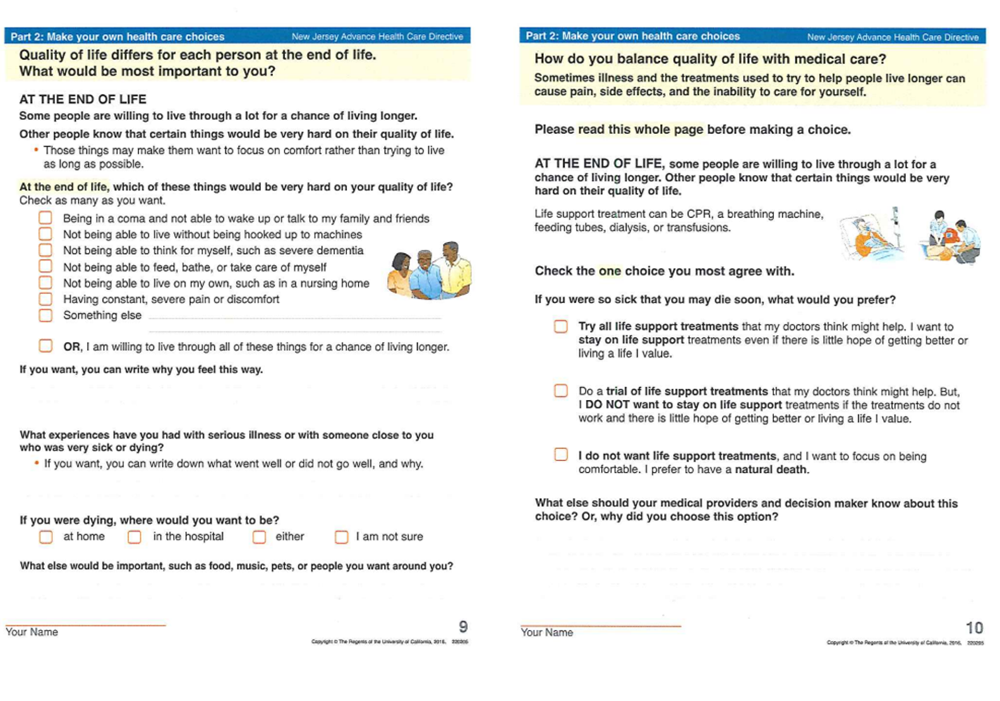 Part 2: Make your own health care choices New Jersey Advance Health Care Directive
Quality of life differs for each person at the end of life.
What would be most important to you?
AT THE END OF LIFE
Some people are willing to live through a lot for a chance of living longer.
Other people know that certain things would be very hard on their quality of life.
• Those things may make them want to focus on comfort rather than trying to live
as long as possible.
At the end of life, which of these things would be very hard on your quality of life?
Check as many as you want.
Being in a coma and not able to wake up or talk to my family and friends
Not being able to live without being hooked up to machines
Not being able to think for myself, such as severe dementia
Not being able to feed, bathe, or take care of myself
Not being able to live on my own, such as in a nursing home
Having constant, severe pain or discomfort
Something else
OR, I am willing to live through all of these things for a chance of living longer.
If you want, you can write why you feel this way.
What experiences have you had with serious illness or with someone close to you
who was very sick or dying?
• If you want, you can write down what went well or did not go well, and why.
If you were dying, where would you want to be?
at home in the hospital either I am not sure
What else would be important, such as food, music, pets, or people you want around you?
Your Name
9
Copyright © The Regents of the University of California, 2016, 220205
Part 2: Make your own health care choices New Jersey Advance Health Care Directive
How do you balance quality of life with medical care?
Sometimes illness and the treatments used to try to help people live longer can
cause pain, side effects, and the inability to care for yourself.
Please read this whole page before making a choice.
AT THE END OF LIFE, some people are willing to live through a lot for a
chance of living longer. Other people know that certain things would be very
hard on their quality of life.
Life support treatment can be CPR, a breathing machine,
feeding tubes, dialysis, or transfusions.
Check the one choice you most agree with.
If you were so sick that you may die soon, what would you prefer?
Try all life support treatments that my doctors think might help. I want to
stay on life support treatments even if there is little hope of getting better or
living a life I value.
Do a trial of life support treatments that my doctors think might help. But,
I DO NOT want to stay on life support treatments if the treatments do not
work and there is little hope of getting better or living a life I value.
I do not want life support treatments, and I want to focus on being
comfortable. I prefer to have a natural death.
What else should your medical providers and decision maker know about this
choice? Or, why did you choose this option?
Your Name
10
Copyright © The Regents of the University of California, 2016, 220205